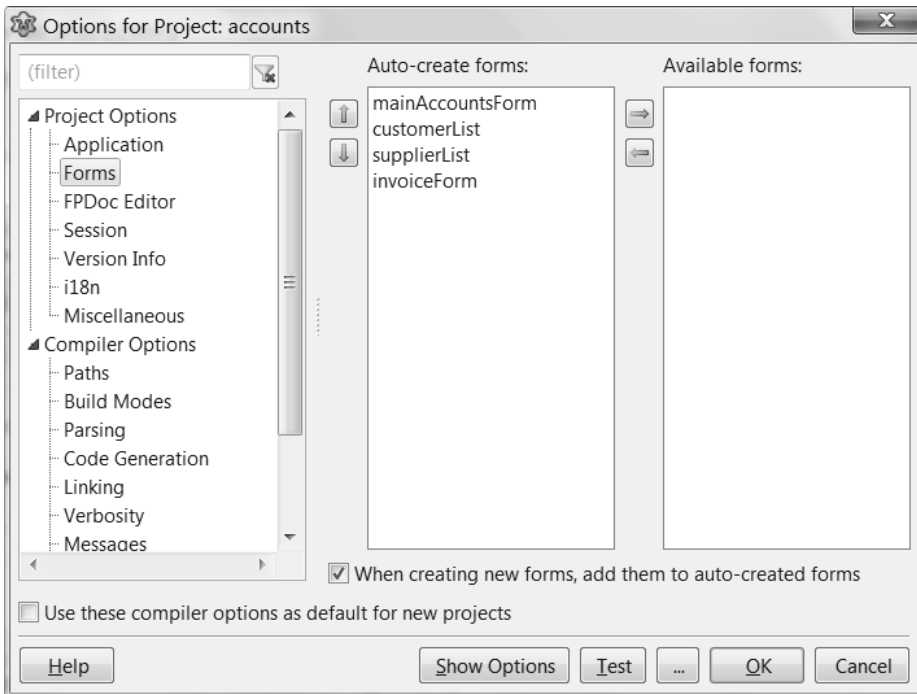 Options for Project: accounts
x
(filter)
Project Options
Application
Forms
FPDoc Editor
Session
Version Info
i18n
Miscellaneous
Compiler Options
Paths
Build Modes
Parsing
Code Generation
Linking
Verbosity
Messages
Auto-create forms:
mainAccountsForm
customerList
supplierList
invoiceForm
Available forms:
When creating new forms, add them to auto-created forms
Use these compiler options as default for new projects
Help
Show Options
Test
...
OK
Cancel